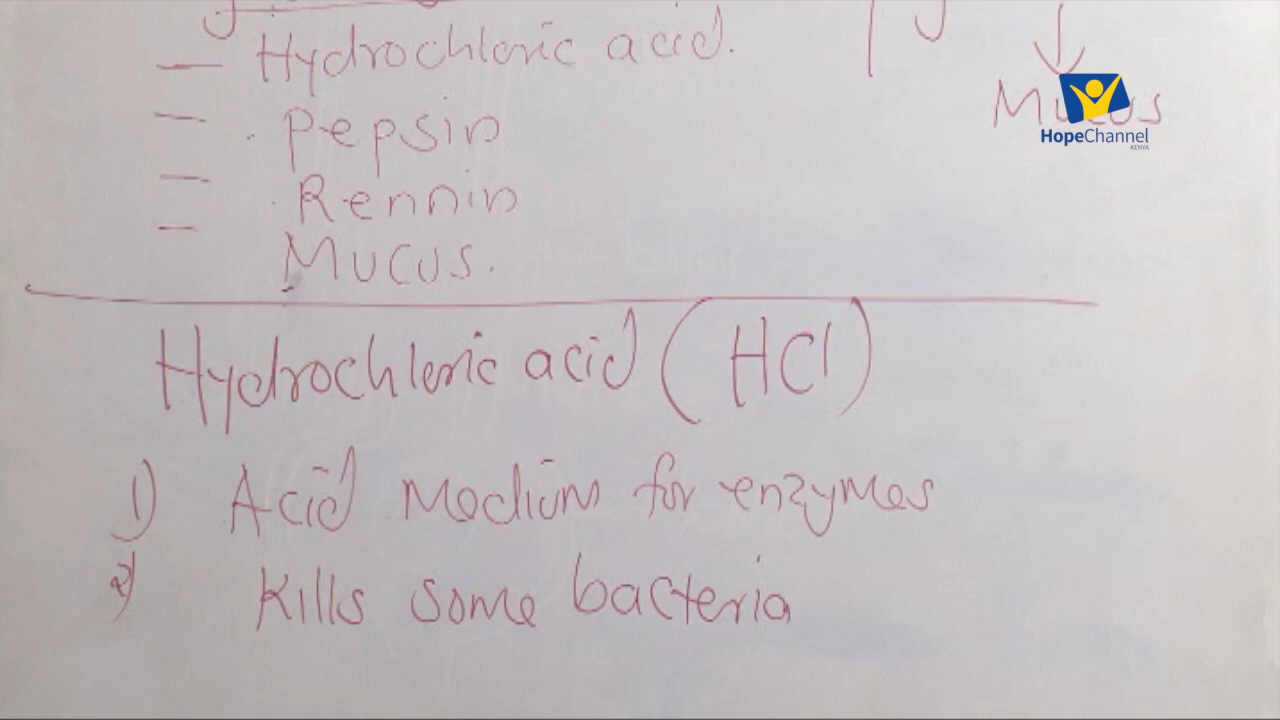 – Hydrochloric acid.
– Pepsin
– Rennin
– Mucus.
Mucus
HopeChannel
KENYA
Hydrochloric acid (HCl)
1) Acid medium for enzymes
2) Kills some bacteria